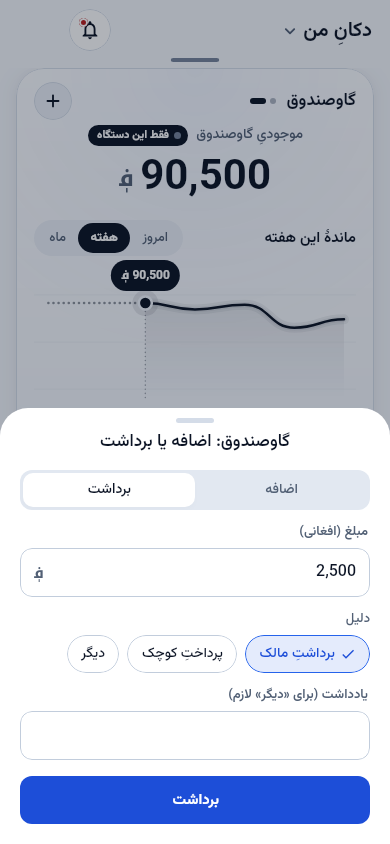 دکانِ من
گاوصندوق
موجودیِ گاوصندوق فقط این دستگاه
90,500 ؋
ماندهٔ این هفته امروز هفته ماه
90,500 ؋
گاوصندوق: اضافه یا برداشت
اضافه برداشت
مبلغ (افغانی)
2,500 ؋
دلیل
برداشتِ مالک پرداختِ کوچک دیگر
یادداشت (برای «دیگر» لازم)
برداشت